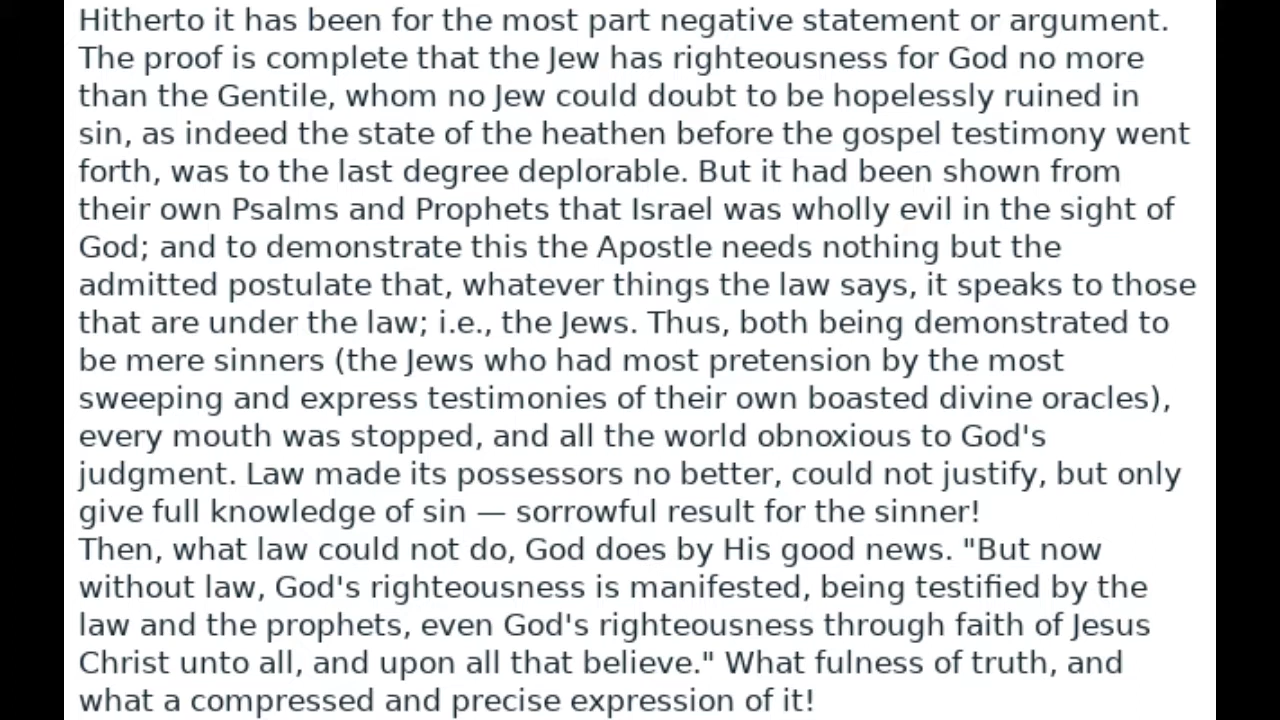 Hitherto it has been for the most part negative statement or argument.
The proof is complete that the Jew has righteousness for God no more
than the Gentile, whom no Jew could doubt to be hopelessly ruined in
sin, as indeed the state of the heathen before the gospel testimony went
forth, was to the last degree deplorable. But it had been shown from
their own Psalms and Prophets that Israel was wholly evil in the sight of
God; and to demonstrate this the Apostle needs nothing but the
admitted postulate that, whatever things the law says, it speaks to those
that are under the law; i.e., the Jews. Thus, both being demonstrated to
be mere sinners (the Jews who had most pretension by the most
sweeping and express testimonies of their own boasted divine oracles),
every mouth was stopped, and all the world obnoxious to God's
judgment. Law made its possessors no better, could not justify, but only
give full knowledge of sin — sorrowful result for the sinner!
Then, what law could not do, God does by His good news. "But now
without law, God's righteousness is manifested, being testified by the
law and the prophets, even God's righteousness through faith of Jesus
Christ unto all, and upon all that believe." What fulness of truth, and
what a compressed and precise expression of it!